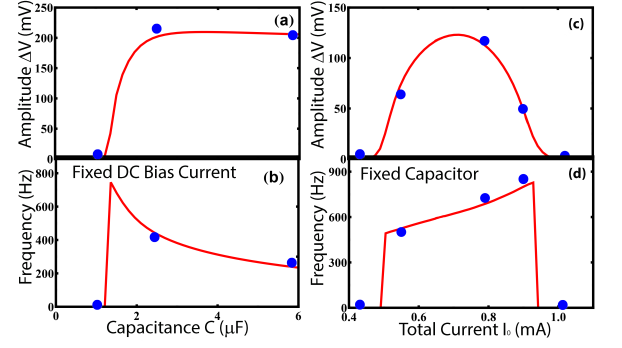 250
200
150
100
50
0
Amplitude ΔV (mV)
(a)
150
100
50
0
Amplitude ΔV (mV)
(c)
800
600
400
200
0
Frequency (Hz)
Fixed DC Bias Current
(b)
0 2 4 6
Capacitance C (μF)
900
600
300
0
Frequency (Hz)
Fixed Capacitor
(d)
0.4 0.6 0.8 1.0
Total Current I₀ (mA)